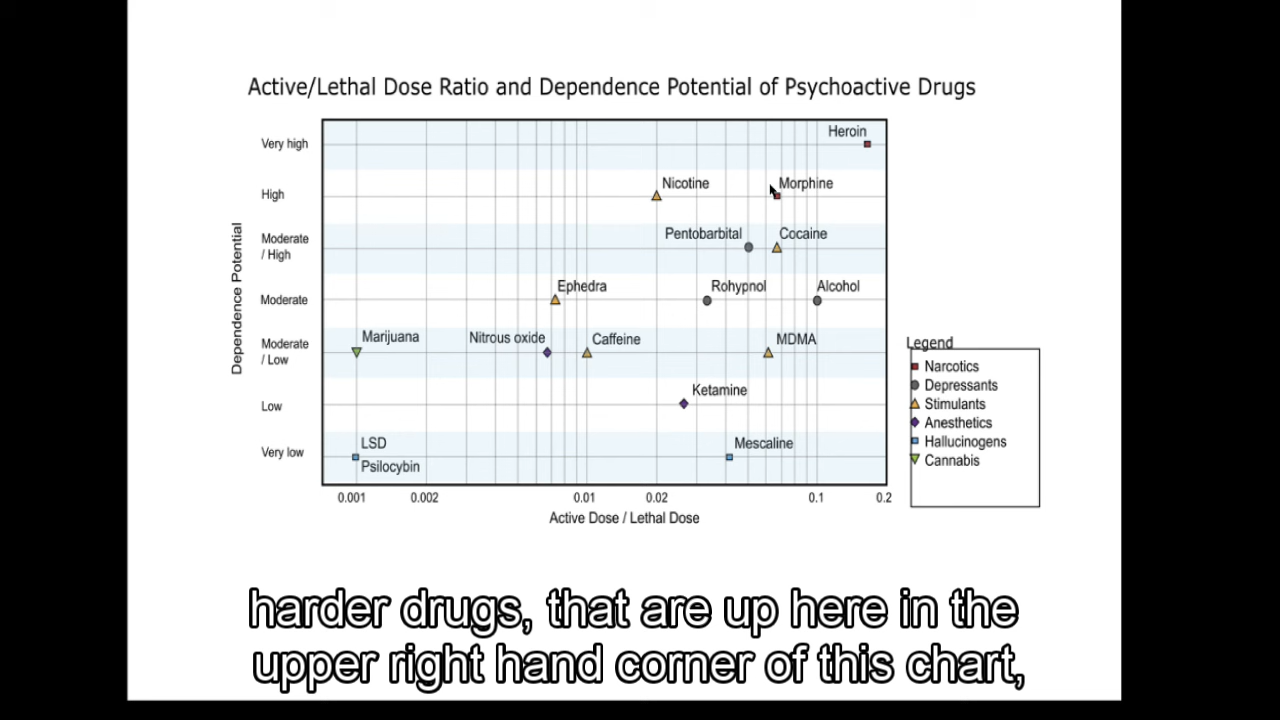 Active/Lethal Dose Ratio and Dependence Potential of Psychoactive Drugs
Very high
Heroin
High
Nicotine
Morphine
Moderate
/ High
Pentobarbital
Cocaine
Dependence Potential
Moderate
Ephedra
Rohypnol
Alcohol
Moderate
/ Low
Marijuana
Nitrous oxide
Caffeine
MDMA
Low
Ketamine
Very low
LSD
Psilocybin
Mescaline
0.001
0.002
0.01
0.02
0.1
0.2
Active Dose / Lethal Dose
Legend
Narcotics
Depressants
Stimulants
Anesthetics
Hallucinogens
Cannabis
harder drugs, that are up here in the
upper right hand corner of this chart,